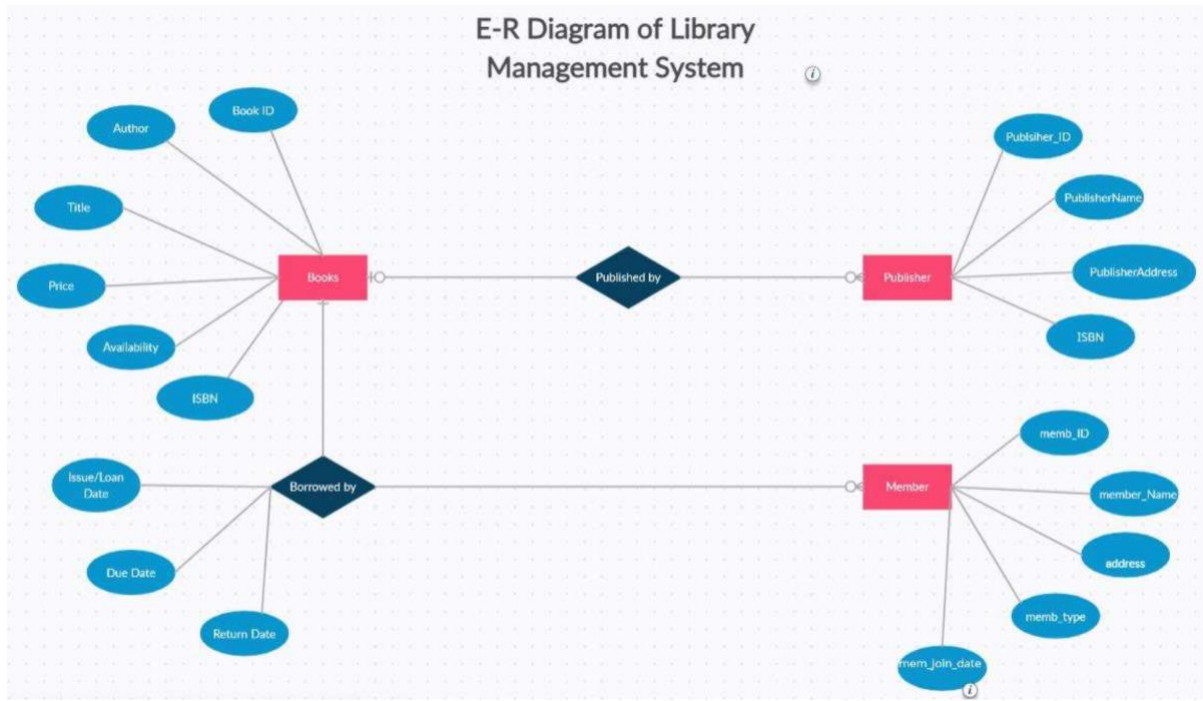 E-R Diagram of Library
Management System
Book ID
Author
Title
Price
Availability
ISBN
Books
Published by
Publisher
Publsiher_ID
PublisherName
PublisherAddress
ISBN
Issue/Loan
Date
Due Date
Return Date
Borrowed by
Member
memb_ID
member_Name
address
memb_type
mem_join_date